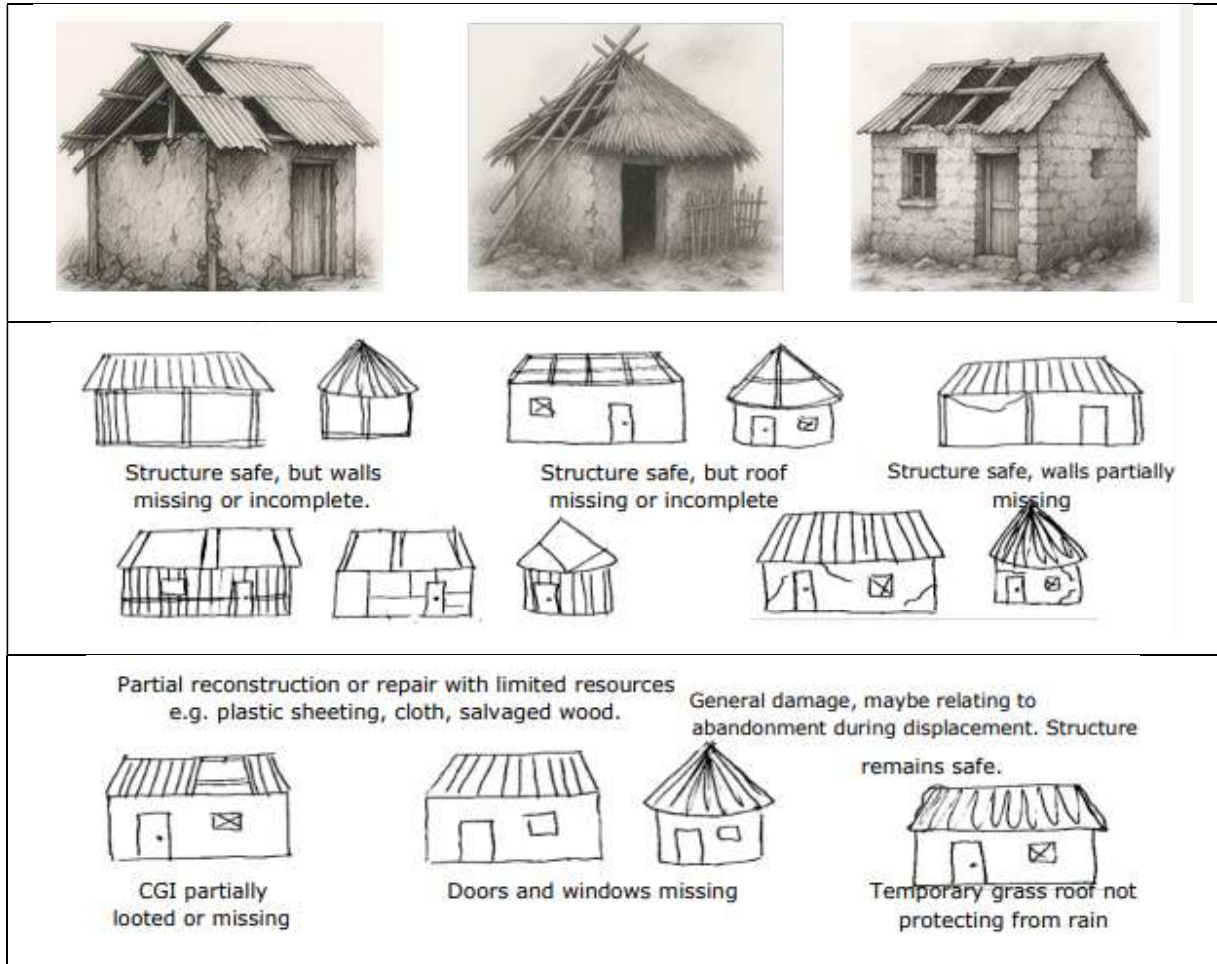 Structure safe, but walls
missing or incomplete.
Structure safe, but roof
missing or incomplete
Structure safe, walls partially
missing
Partial reconstruction or repair with limited resources
e.g. plastic sheeting, cloth, salvaged wood.
General damage, maybe relating to
abandonment during displacement. Structure
remains safe.
CGI partially
looted or missing
Doors and windows missing
Temporary grass roof not
protecting from rain